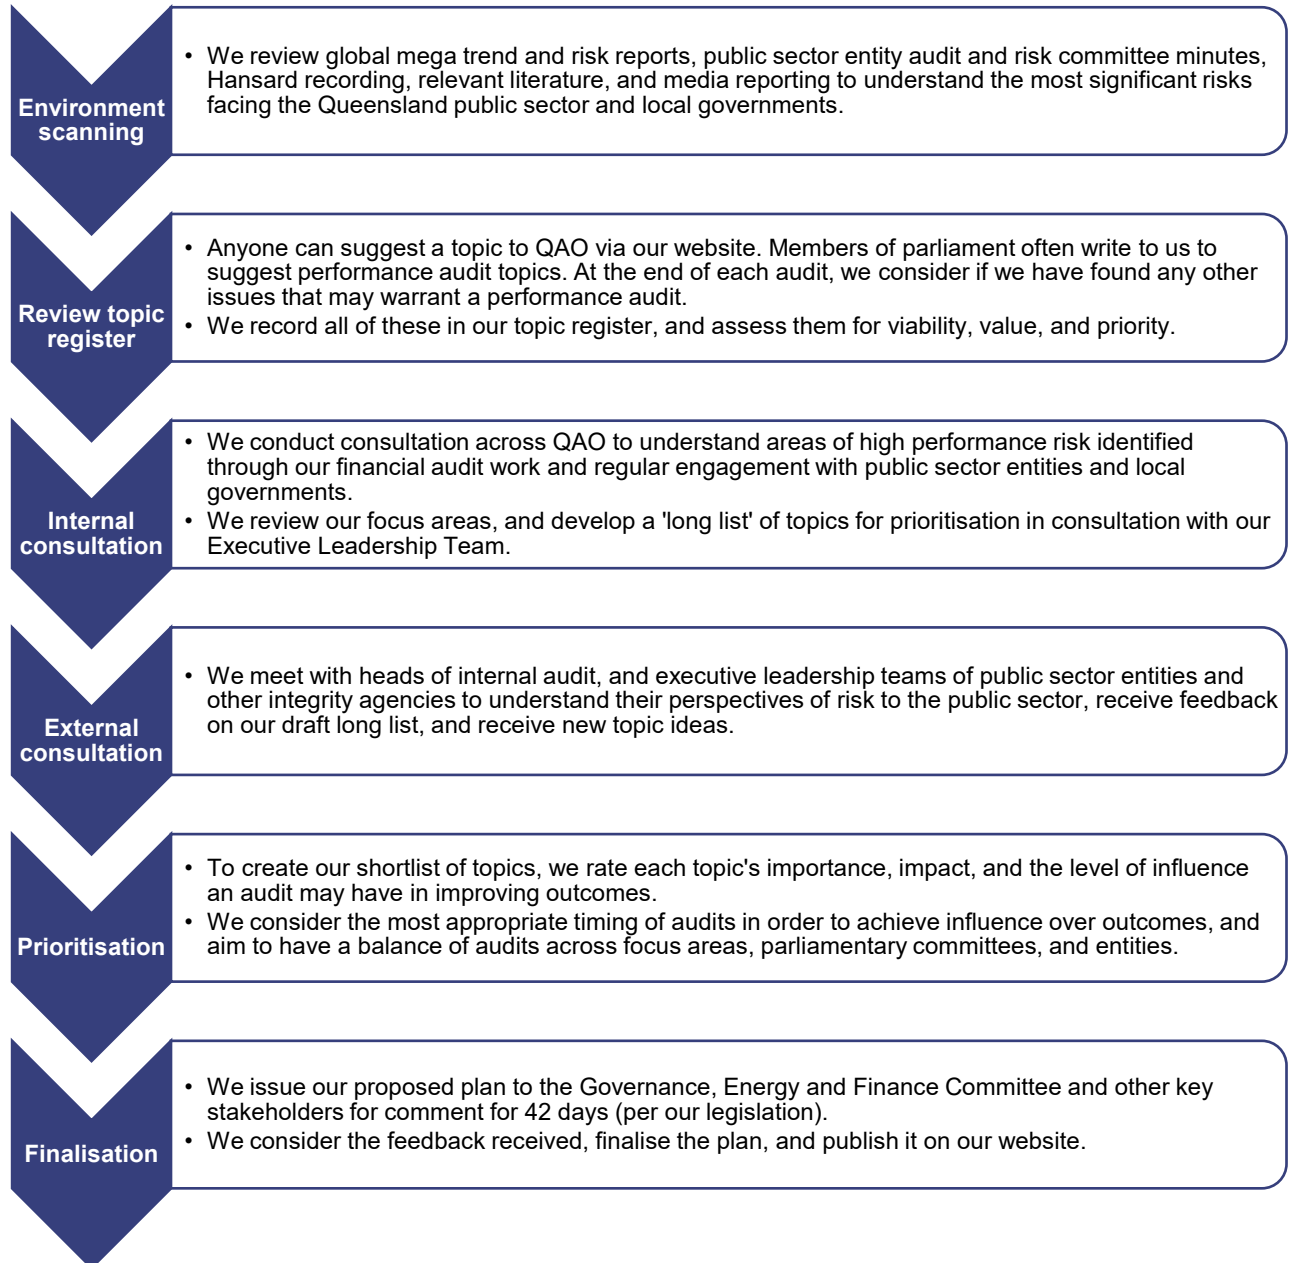 Environment
scanning
• We review global mega trend and risk reports, public sector entity audit and risk committee minutes,
Hansard recording, relevant literature, and media reporting to understand the most significant risks
facing the Queensland public sector and local governments.
Review topic
register
• Anyone can suggest a topic to QAO via our website. Members of parliament often write to us to
suggest performance audit topics. At the end of each audit, we consider if we have found any other
issues that may warrant a performance audit.
• We record all of these in our topic register, and assess them for viability, value, and priority.
Internal
consultation
• We conduct consultation across QAO to understand areas of high performance risk identified
through our financial audit work and regular engagement with public sector entities and local
governments.
• We review our focus areas, and develop a 'long list' of topics for prioritisation in consultation with our
Executive Leadership Team.
External
consultation
• We meet with heads of internal audit, and executive leadership teams of public sector entities and
other integrity agencies to understand their perspectives of risk to the public sector, receive feedback
on our draft long list, and receive new topic ideas.
Prioritisation
• To create our shortlist of topics, we rate each topic's importance, impact, and the level of influence
an audit may have in improving outcomes.
• We consider the most appropriate timing of audits in order to achieve influence over outcomes, and
aim to have a balance of audits across focus areas, parliamentary committees, and entities.
Finalisation
• We issue our proposed plan to the Governance, Energy and Finance Committee and other key
stakeholders for comment for 42 days (per our legislation).
• We consider the feedback received, finalise the plan, and publish it on our website.